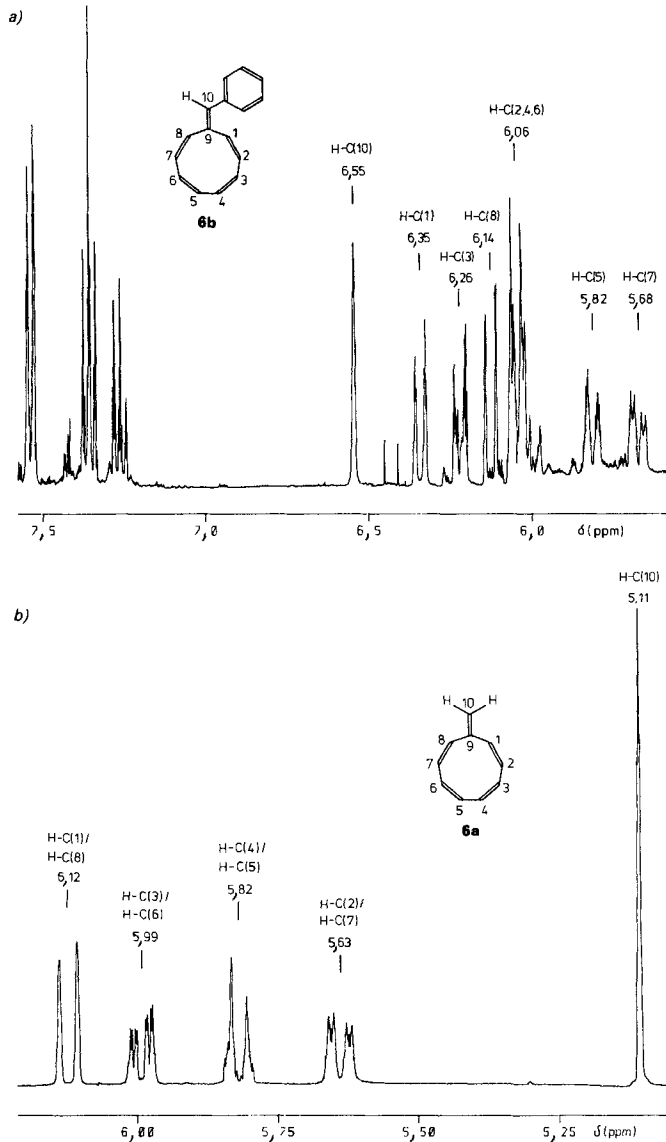 a)
H
10
8
1
9
7
2
6
3
5
4
6b
H-C(10)
6,55
H-C(1)
6,35
H-C(3)
6,26
H-C(8)
6,14
H-C(2,4,6)
6,06
H-C(5)
5,82
H-C(7)
5,68
7,5
7,0
6,5
6,0
δ(ppm)
b)
H-C(10)
5,11
H
H
10
8
1
9
7
2
6
3
5
4
6a
H-C(1)/
H-C(8)
6,12
H-C(3)/
H-C(6)
5,99
H-C(4)/
H-C(5)
5,82
H-C(2)/
H-C(7)
5,63
6,00
5,75
5,50
5,25
δ(ppm)